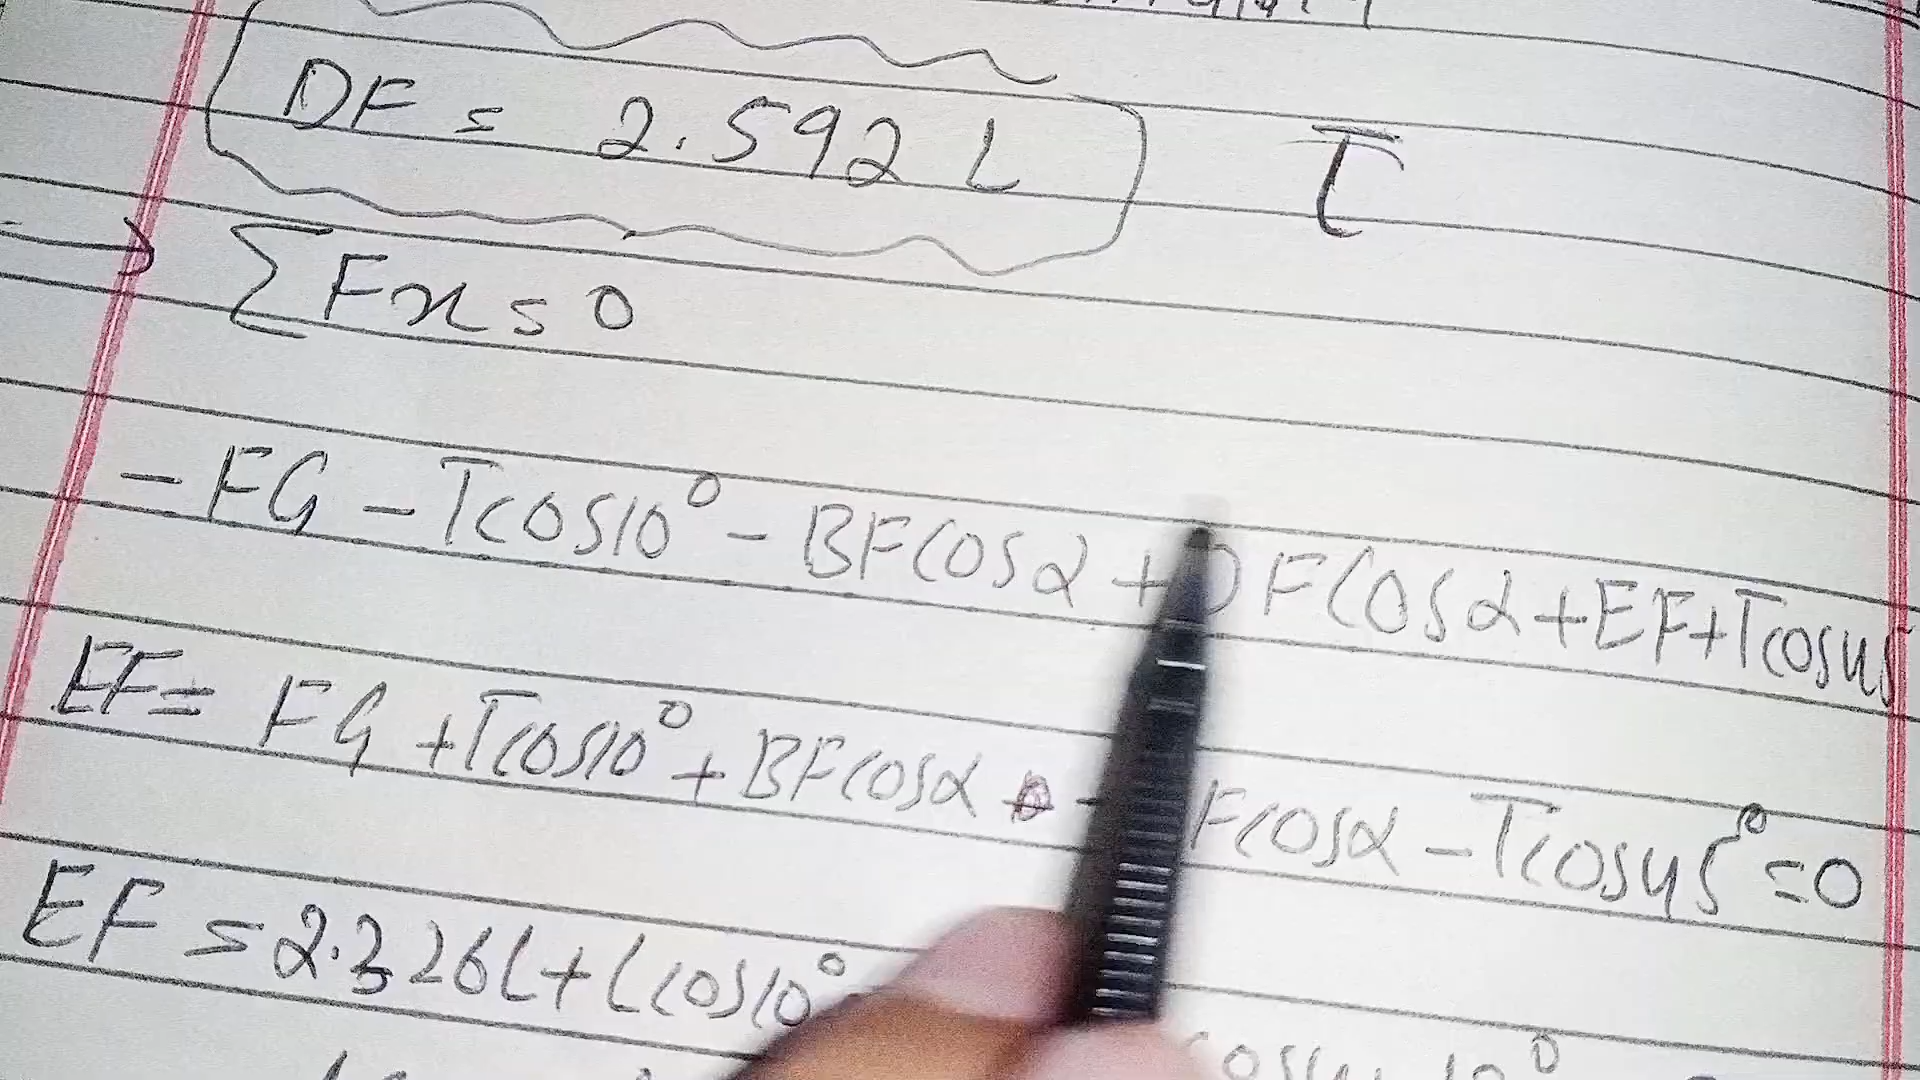 DF = 2.592 L T
ΣFx = 0
- FG - Tcos10° - BFcosα + DFcosα + EF + Tcos45
EF = FG + Tcos10° + BFcosα - Fcosα - Tcos45° = 0
EF = 2.326L + Lcos10°